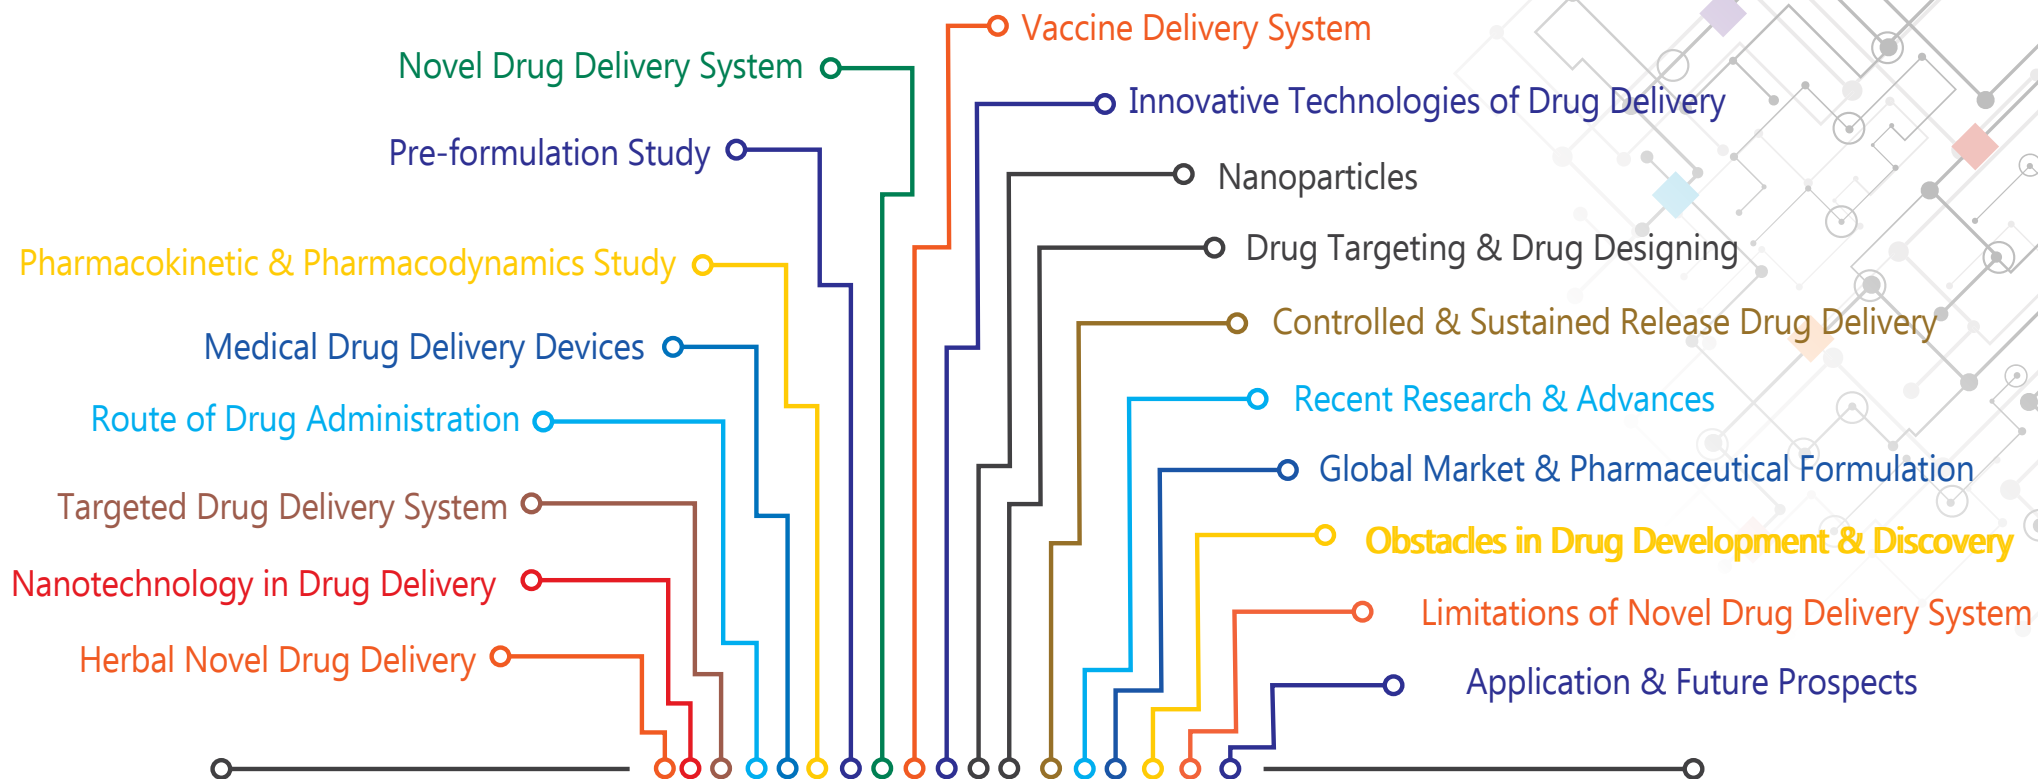 Vaccine Delivery System
Novel Drug Delivery System
Innovative Technologies of Drug Delivery
Pre-formulation Study
Nanoparticles
Drug Targeting & Drug Designing
Pharmacokinetic & Pharmacodynamics Study
Controlled & Sustained Release Drug Delivery
Medical Drug Delivery Devices
Recent Research & Advances
Route of Drug Administration
Global Market & Pharmaceutical Formulation
Targeted Drug Delivery System
Obstacles in Drug Development & Discovery
Nanotechnology in Drug Delivery
Limitations of Novel Drug Delivery System
Herbal Novel Drug Delivery
Application & Future Prospects